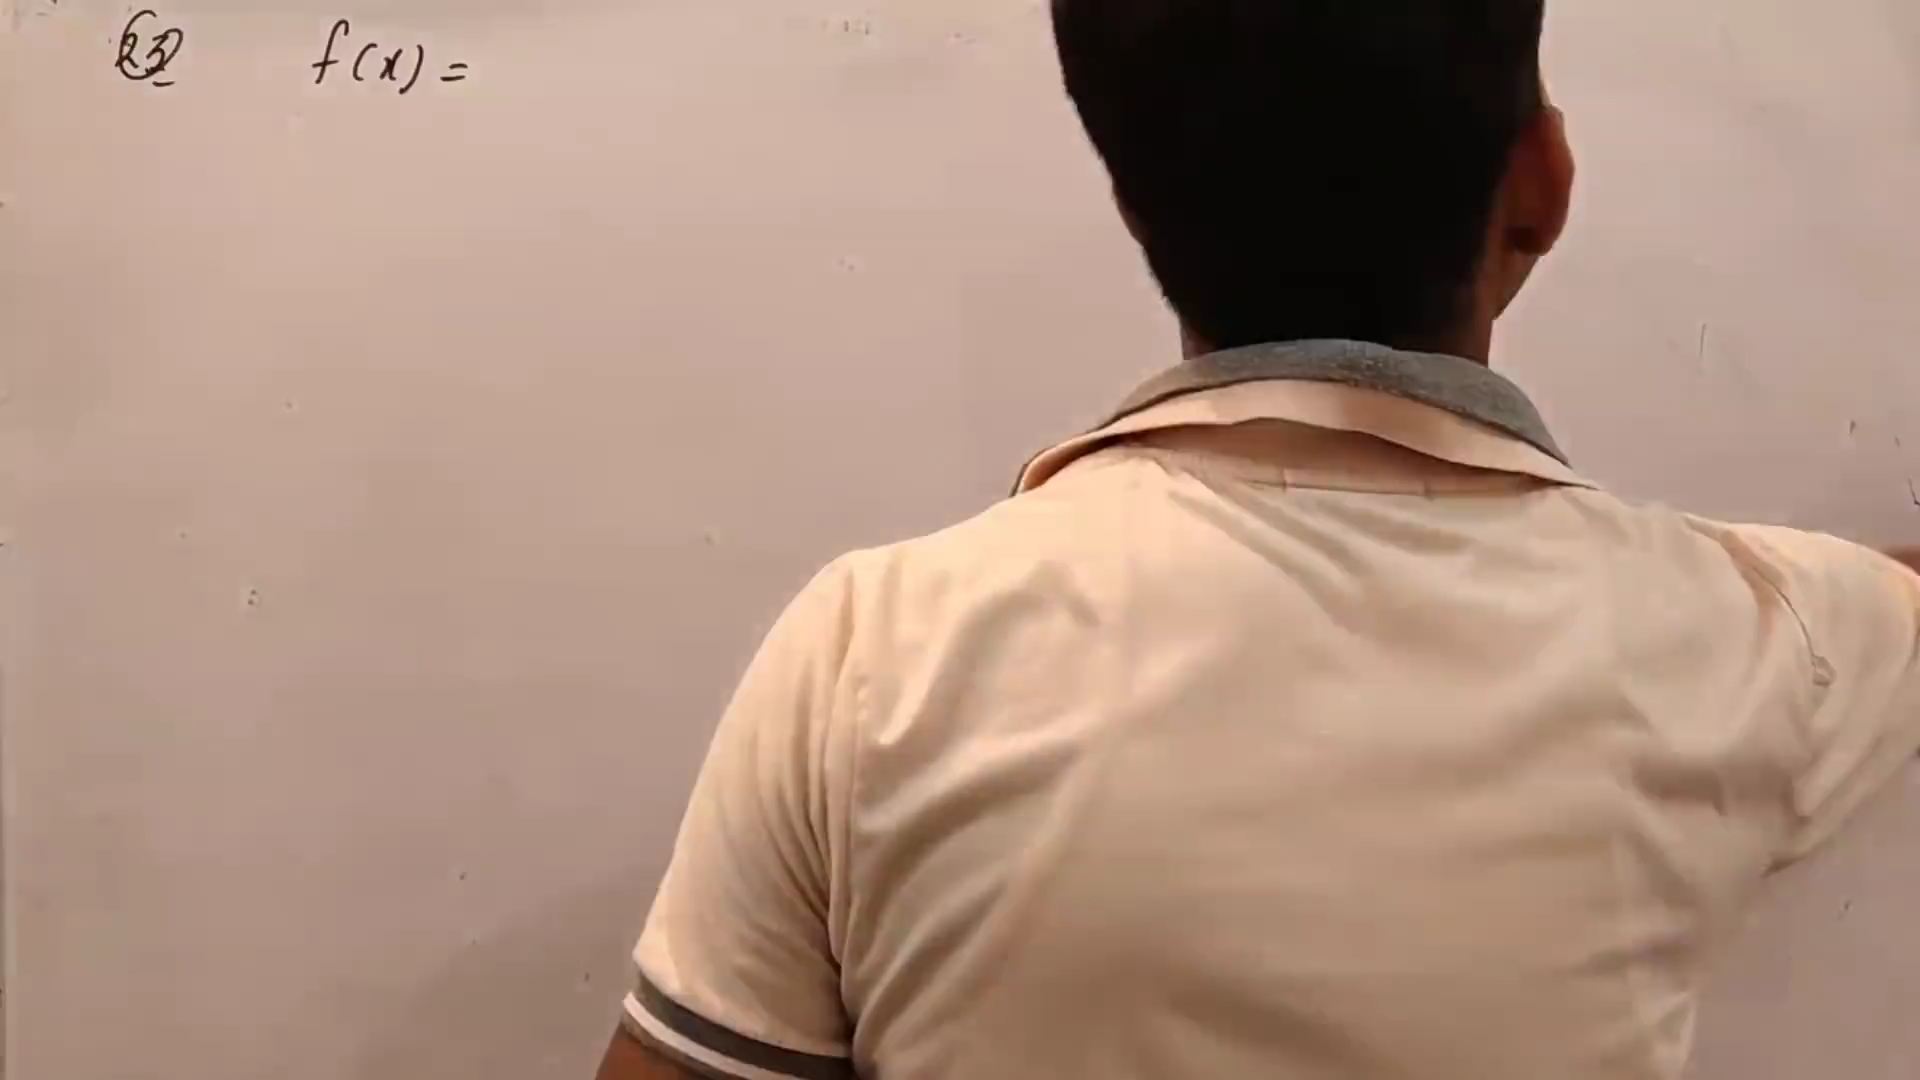 23 f(x) =